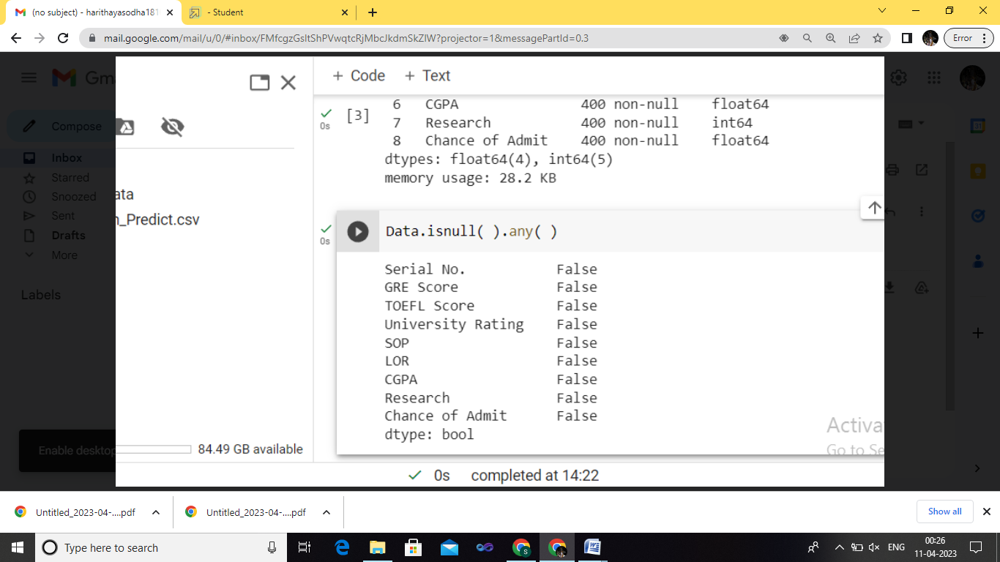 (no subject) - harithayasodha181
- Student
mail.google.com/mail/u/0/#inbox/FMfcgzGsltShPVwqtcRjMbcJkdmSkZlW?projector=1&messagePartId=0.3
Error
Gm
Compose
Inbox
Starred
Snoozed
Sent
Drafts
More
Labels
Enable desktop
ata
n_Predict.csv
84.49 GB available
+ Code + Text
0s
[3]
6 CGPA 400 non-null float64
7 Research 400 non-null int64
8 Chance of Admit 400 non-null float64
dtypes: float64(4), int64(5)
memory usage: 28.2 KB
0s
Data.isnull( ).any( )
Serial No. False
GRE Score False
TOEFL Score False
University Rating False
SOP False
LOR False
CGPA False
Research False
Chance of Admit False
dtype: bool
Activa
Go to Se
0s completed at 14:22
Untitled_2023-04-....pdf
Untitled_2023-04-....pdf
Show all
Type here to search
ENG
00:26
11-04-2023